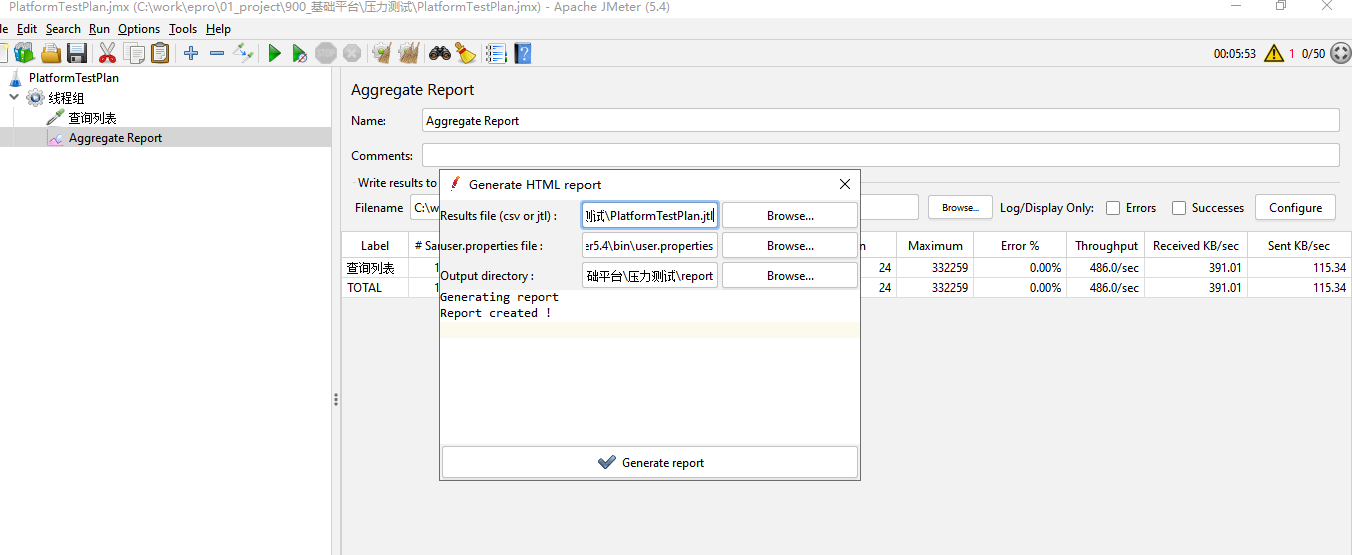 PlatformTestPlan.jmx (C:\work\epro\01_project\900_基础平台\压力测试\PlatformTestPlan.jmx) - Apache JMeter (5.4)
le Edit Search Run Options Tools Help
STOP 00:05:53 1 0/50
PlatformTestPlan
线程组
查询列表
Aggregate Report
Aggregate Report
Name: Aggregate Report
Comments:
Write results to
Filename C:\w Browse... Log/Display Only: Errors Successes Configure
Label # Sa n Maximum Error % Throughput Received KB/sec Sent KB/sec
查询列表 1 24 332259 0.00% 486.0/sec 391.01 115.34
TOTAL 1 24 332259 0.00% 486.0/sec 391.01 115.34
Generate HTML report
Results file (csv or jtl) : 测试\PlatformTestPlan.jtl Browse...
user.properties file : er5.4\bin\user.properties Browse...
Output directory : 础平台\压力测试\report Browse...
Generating report
Report created !
Generate report